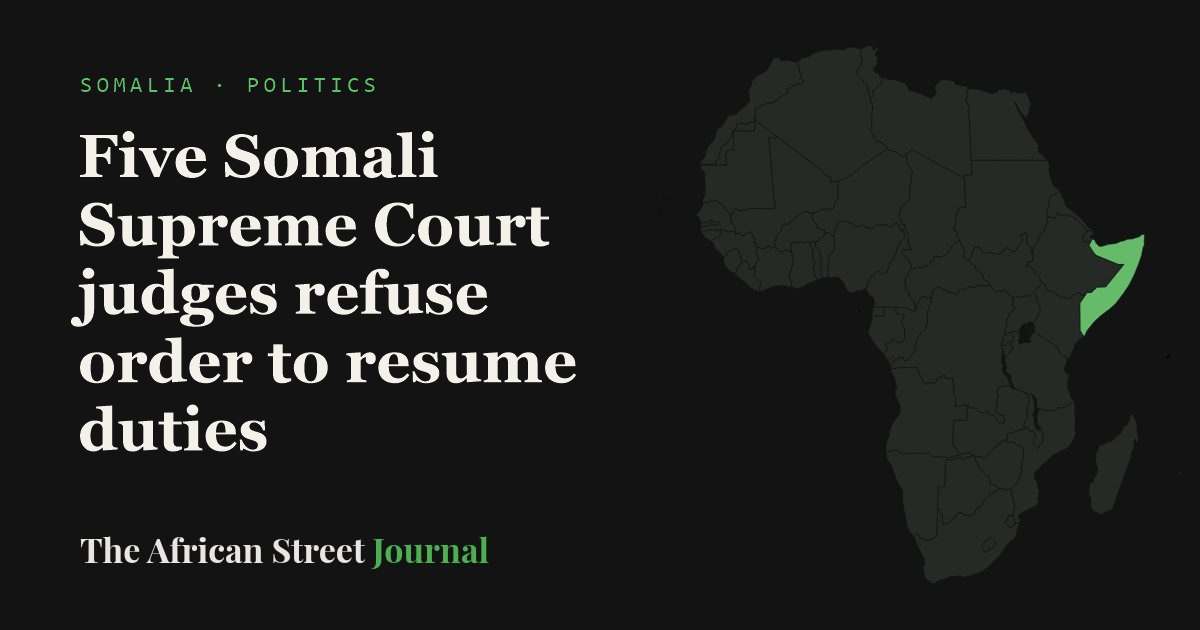 SOMALIA · POLITICS
Five Somali
Supreme Court
judges refuse
order to resume
duties
The African Street Journal